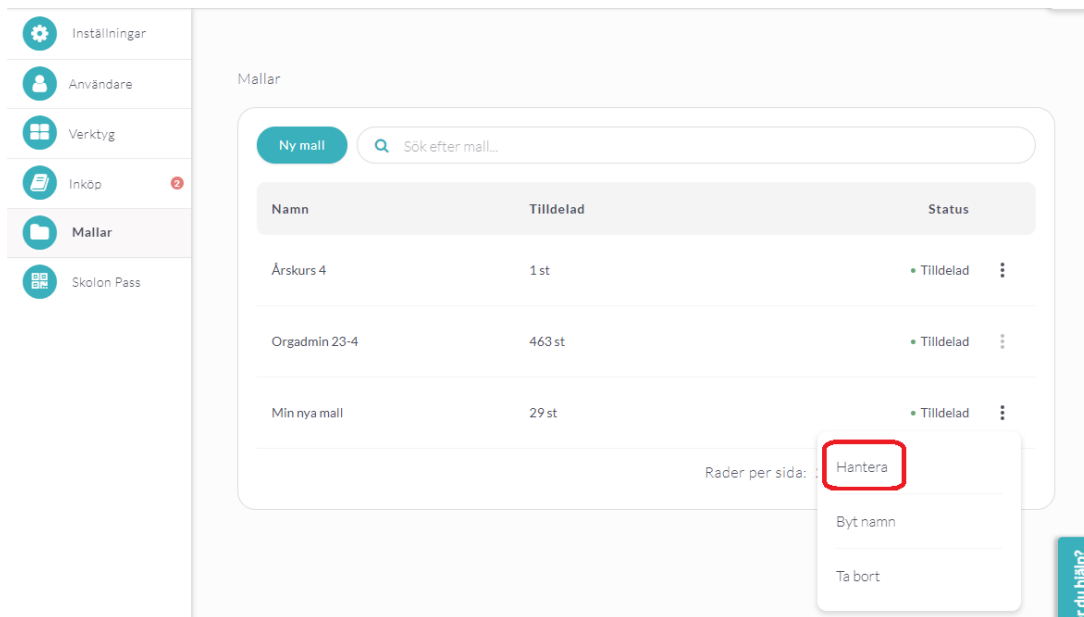 Inställningar
Användare
Verktyg
Inköp 2
Mallar
Skolon Pass
Mallar
Ny mall Sök efter mall...
Namn Tilldelad Status
Årskurs 4 1 st Tilldelad
Orgadmin 23-4 463 st Tilldelad
Min nya mall 29 st Tilldelad
Rader per sida:
Hantera
Byt namn
Ta bort
du hjälp?